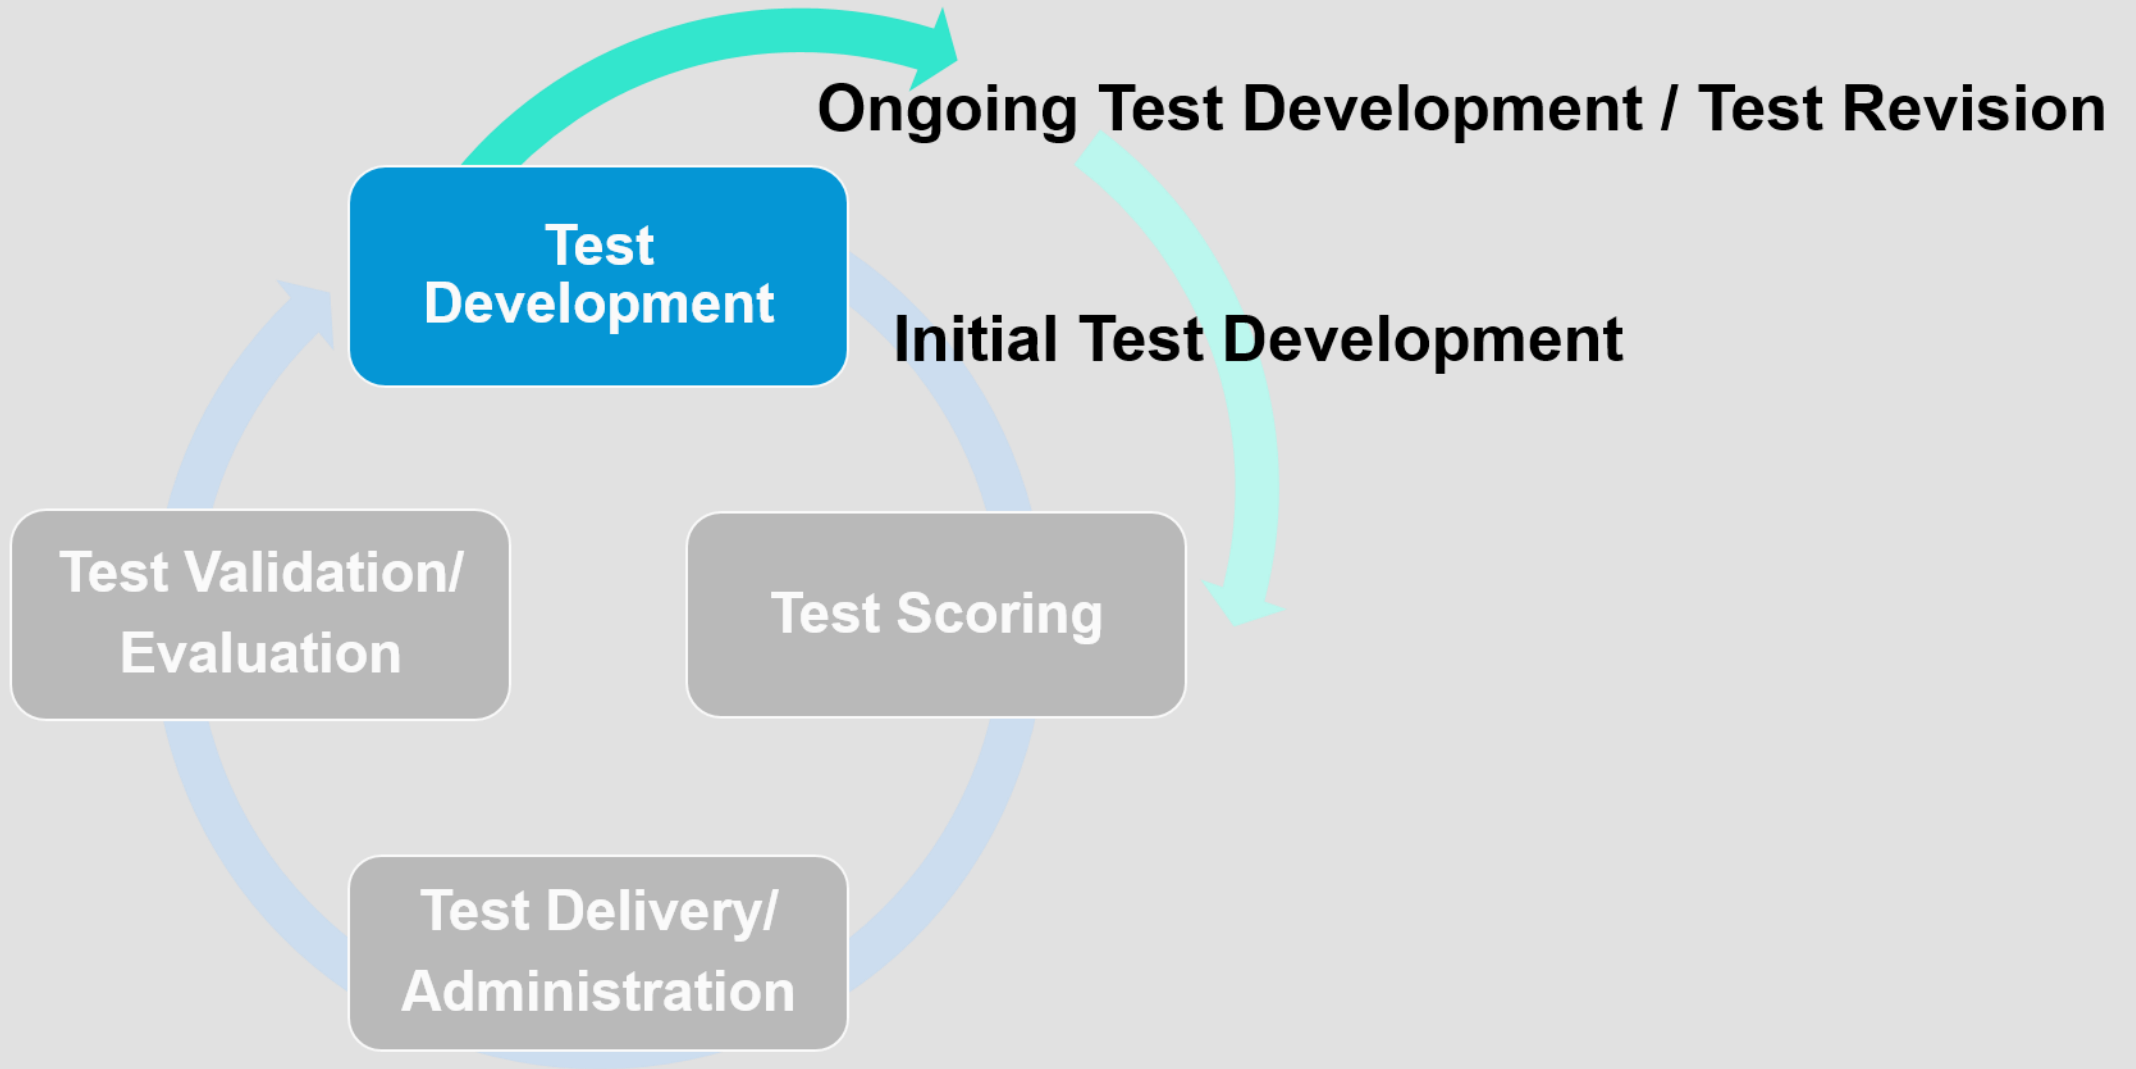 Ongoing Test Development / Test Revision
Test
Development
Initial Test Development
Test Validation/
Evaluation
Test Scoring
Test Delivery/
Administration